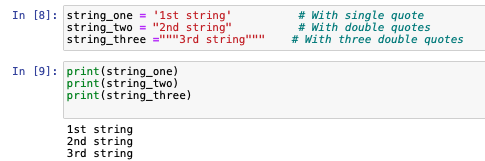 In [8]: string_one = '1st string' # With single quote
string_two = "2nd string" # With double quotes
string_three ="""3rd string""" # With three double quotes
In [9]: print(string_one)
print(string_two)
print(string_three)
1st string
2nd string
3rd string